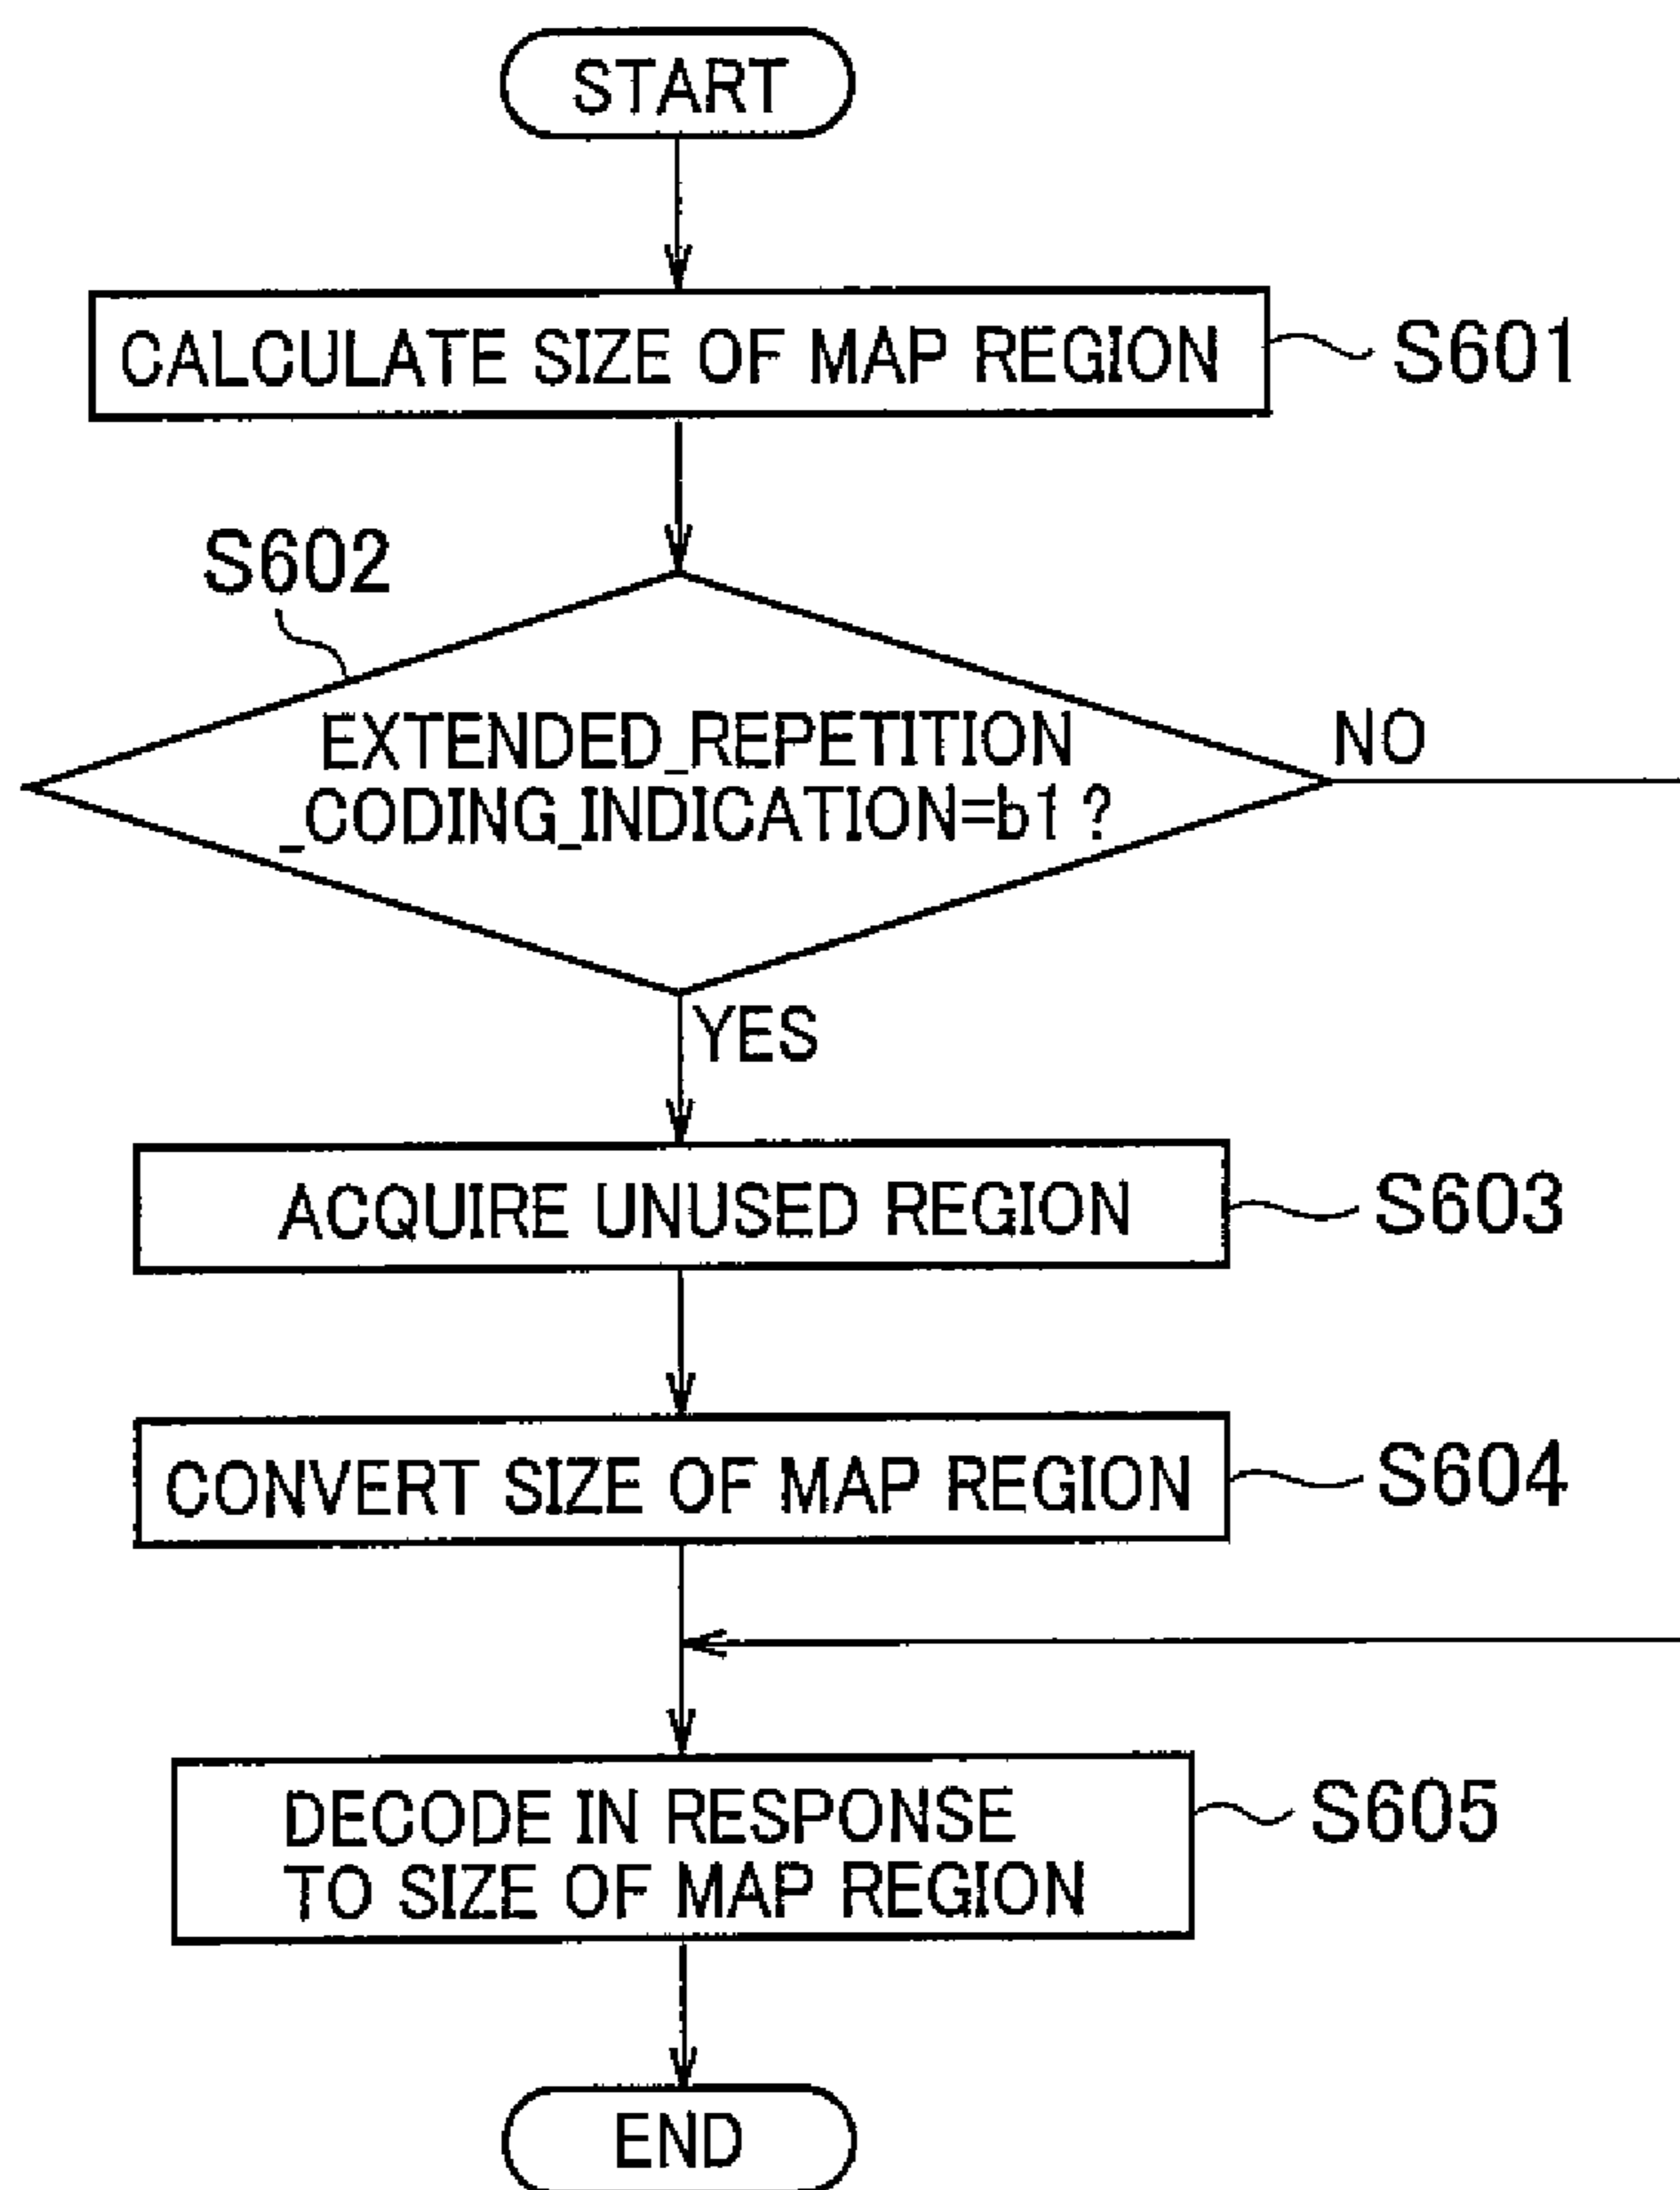 START
CALCULATE SIZE OF MAP REGION
S601
S602
EXTENDED_REPETITION
_CODING_INDICATION=b1?
NO
YES
ACQUIRE UNUSED REGION
S603
CONVERT SIZE OF MAP REGION
S604
DECODE IN RESPONSE
TO SIZE OF MAP REGION
S605
END